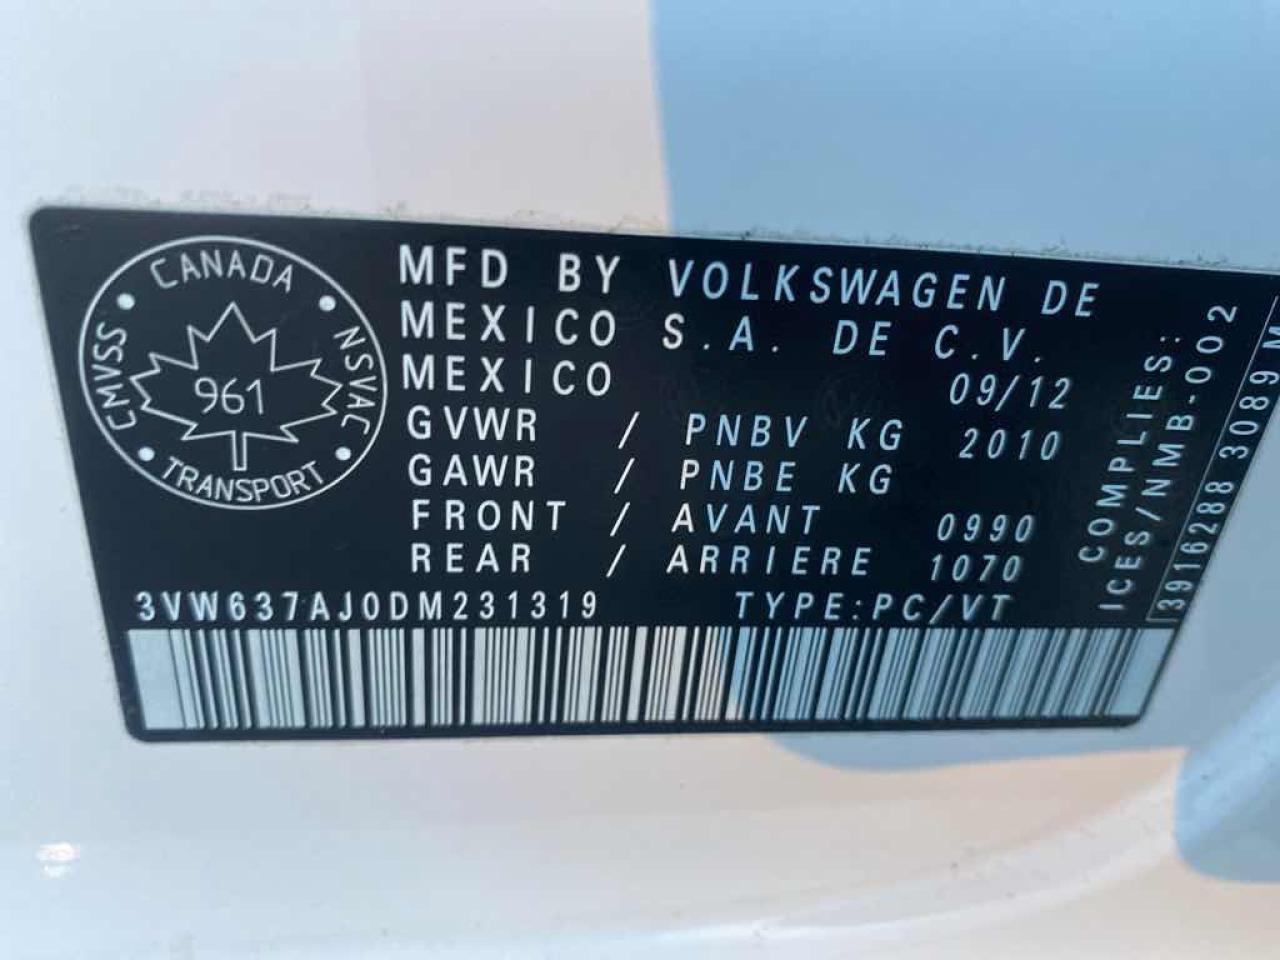 CANADA
CMVSS
NSVAC
961
TRANSPORT
MFD BY VOLKSWAGEN DE
MEXICO S.A. DE C.V.
MEXICO 09/12
GVWR / PNBV KG 2010
GAWR / PNBE KG
FRONT / AVANT 0990
REAR / ARRIERE 1070
3VW637AJ0DM231319 TYPE:PC/VT
COMPLIES:
ICES/NMB-002
3916288 3089 M